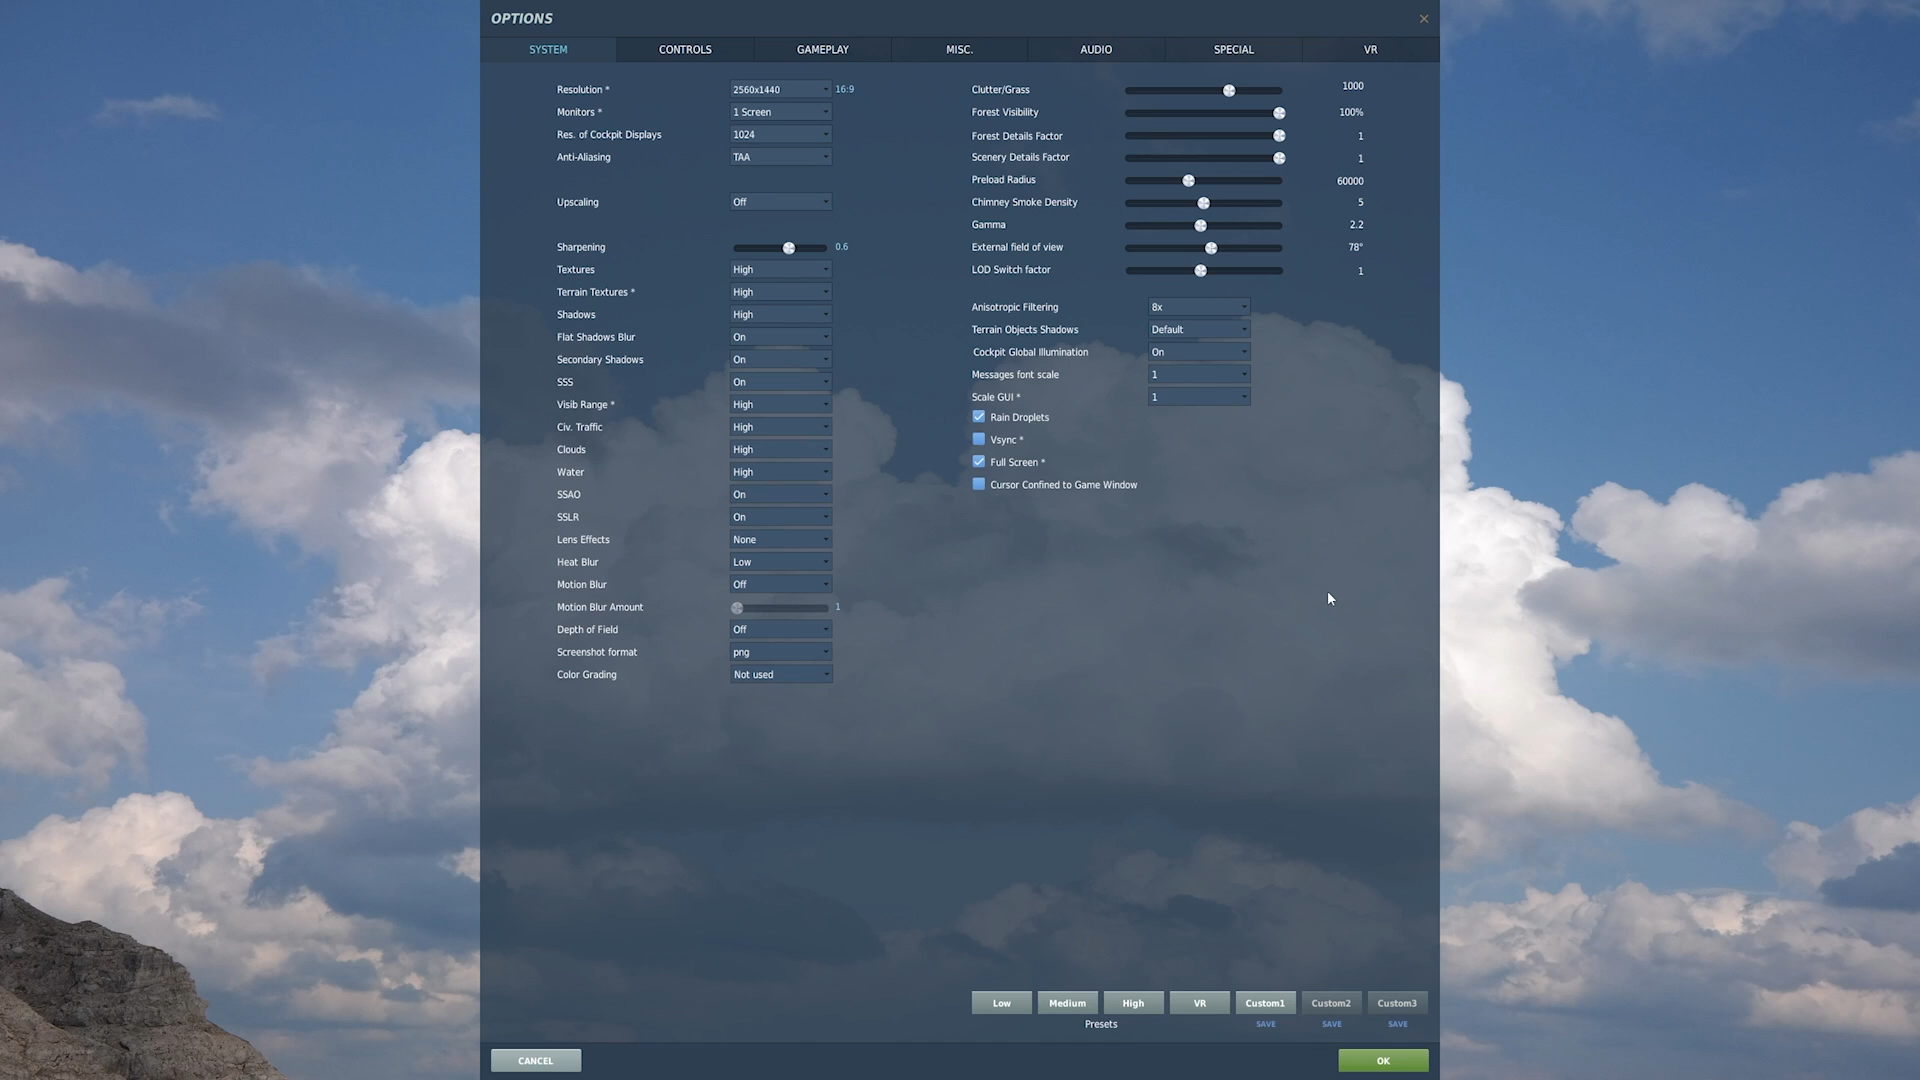 OPTIONS
SYSTEM CONTROLS GAMEPLAY MISC. AUDIO SPECIAL VR
Resolution * 2560x1440 16:9
Monitors * 1 Screen
Res. of Cockpit Displays 1024
Anti-Aliasing TAA
Upscaling Off
Sharpening 0.6
Textures High
Terrain Textures * High
Shadows High
Flat Shadows Blur On
Secondary Shadows On
SSS On
Visib Range * High
Civ. Traffic High
Clouds High
Water High
SSAO On
SSLR On
Lens Effects None
Heat Blur Low
Motion Blur Off
Motion Blur Amount 1
Depth of Field Off
Screenshot format png
Color Grading Not used
Clutter/Grass 1000
Forest Visibility 100%
Forest Details Factor 1
Scenery Details Factor 1
Preload Radius 60000
Chimney Smoke Density 5
Gamma 2.2
External field of view 78°
LOD Switch factor 1
Anisotropic Filtering 8x
Terrain Objects Shadows Default
Cockpit Global Illumination On
Messages font scale 1
Scale GUI * 1
Rain Droplets
Vsync *
Full Screen *
Cursor Confined to Game Window
Low Medium High VR Custom1 Custom2 Custom3
Presets SAVE SAVE SAVE
CANCEL OK